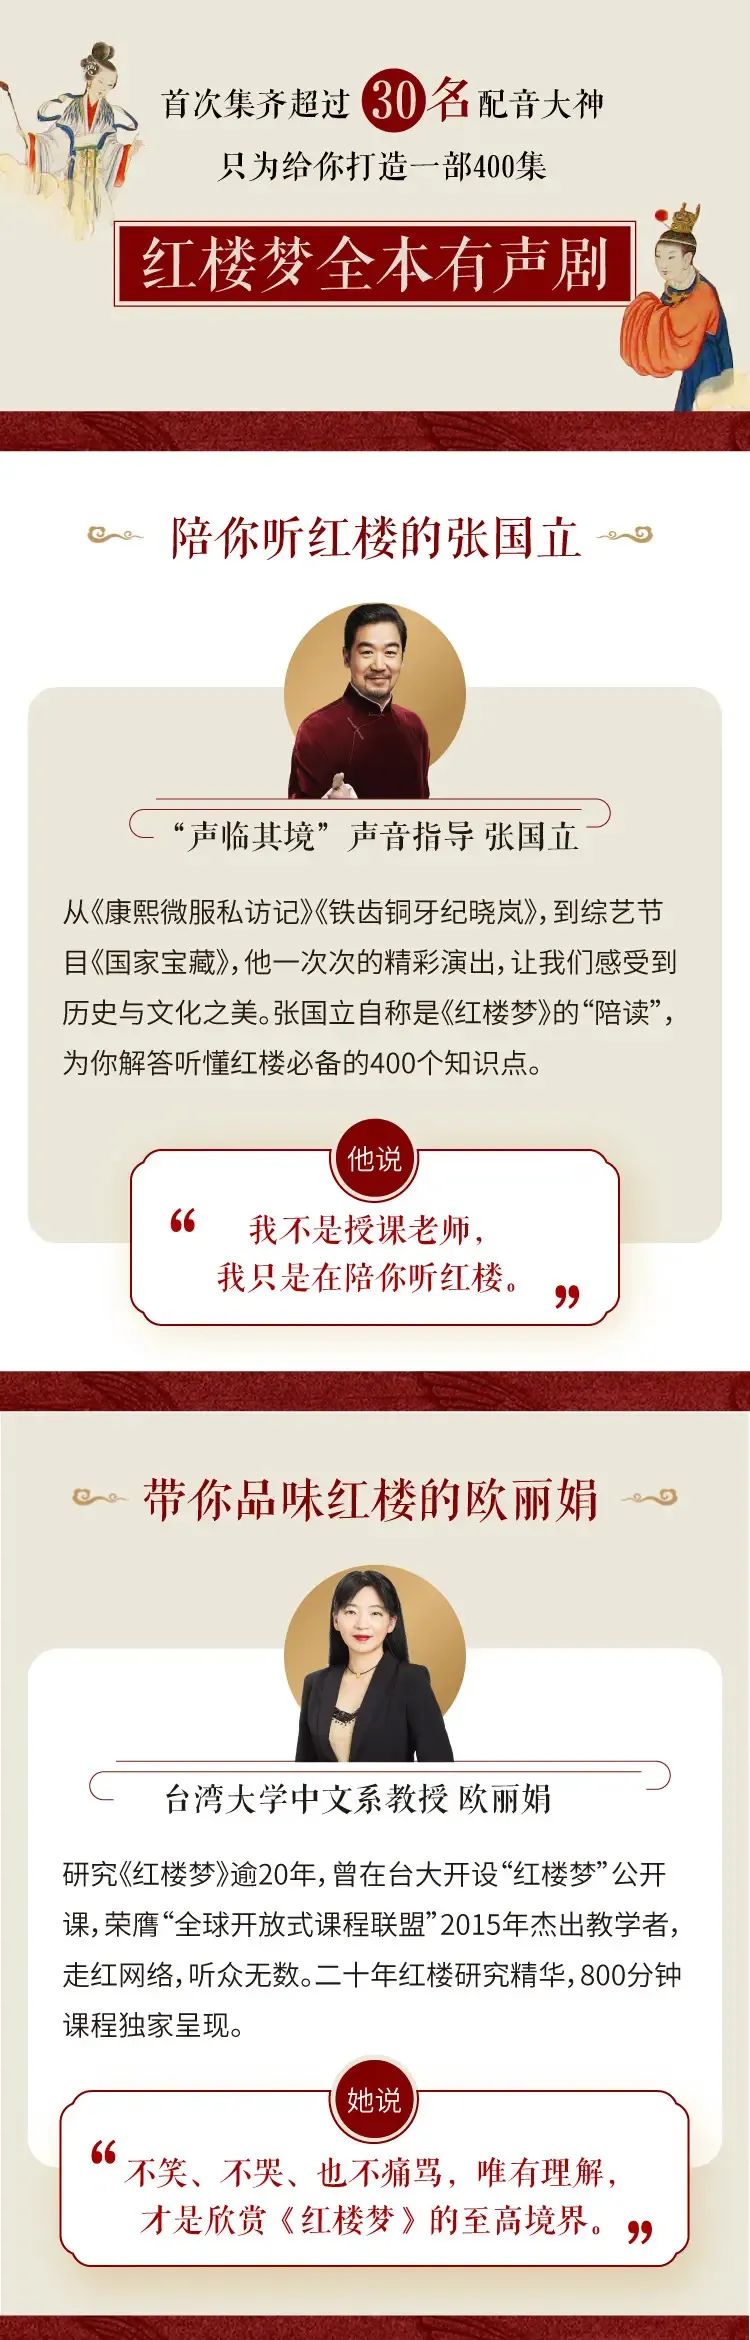 首次集齐超过30名配音大神
只为给你打造一部400集
红楼梦全本有声剧
陪你听红楼的张国立
“声临其境” 声音指导 张国立
从《康熙微服私访记》《铁齿铜牙纪晓岚》，到综艺节
目《国家宝藏》，他一次次的精彩演出，让我们感受到
历史与文化之美。张国立自称是《红楼梦》的“陪读”，
为你解答听懂红楼必备的400个知识点。
他说
“ 我不是授课老师，
我只是在陪你听红楼。 ”
带你品味红楼的欧丽娟
台湾大学中文系教授 欧丽娟
研究《红楼梦》逾20年，曾在台大开设“红楼梦”公开
课，荣膺“全球开放式课程联盟”2015年杰出教学者，
走红网络，听众无数。二十年红楼研究精华，800分钟
课程独家呈现。
她说
“ 不笑、不哭、也不痛骂，唯有理解，
才是欣赏《红楼梦》的至高境界。 ”